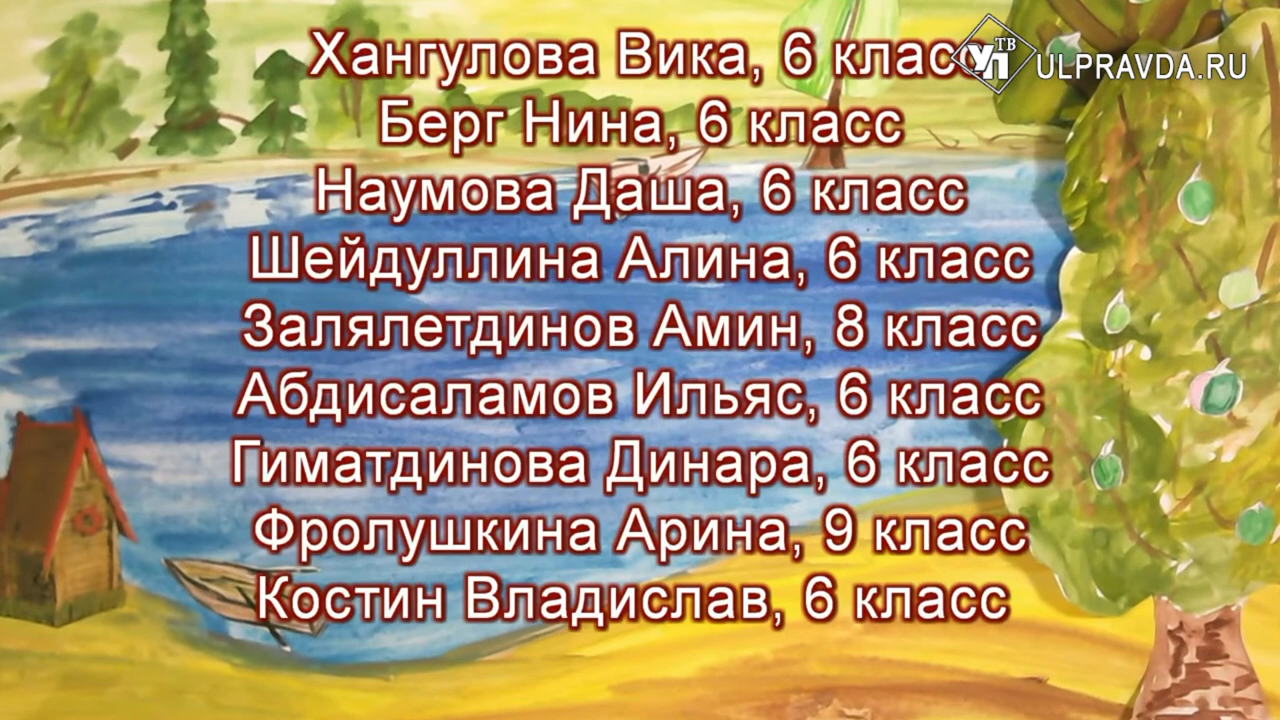 Хангулова Вика, 6 класс
УП ТВ ULPRAVDA.RU
Берг Нина, 6 класс
Наумова Даша, 6 класс
Шейдуллина Алина, 6 класс
Залялетдинов Амин, 8 класс
Абдисаламов Ильяс, 6 класс
Гиматдинова Динара, 6 класс
Фролушкина Арина, 9 класс
Костин Владислав, 6 класс